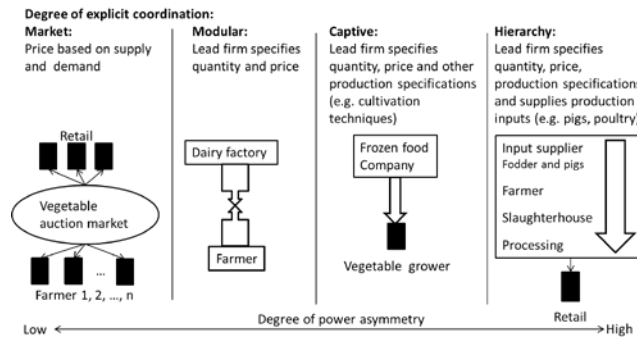 Degree of explicit coordination:
Market:
Price based on supply
and demand
Retail
Vegetable
auction market
...
Farmer 1, 2, ..., n
Modular:
Lead firm specifies
quantity and price
Dairy factory
Farmer
Captive:
Lead firm specifies
quantity, price and other
production specifications
(e.g. cultivation
techniques)
Frozen food
Company
Vegetable grower
Hierarchy:
Lead firm specifies
quantity, price,
production specifications
and supplies production
inputs (e.g. pigs, poultry)
Input supplier
Fodder and pigs
Farmer
Slaughterhouse
Processing
Retail
Degree of power asymmetry
Low
High